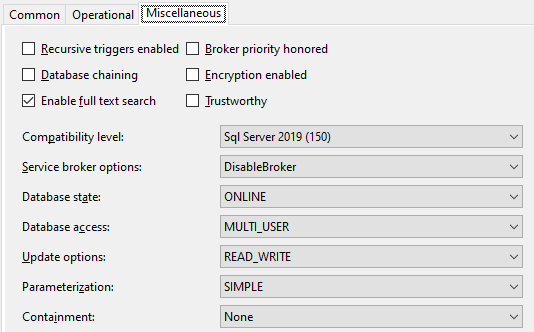 Common Operational Miscellaneous
Recursive triggers enabled Broker priority honored
Database chaining Encryption enabled
Enable full text search Trustworthy
Compatibility level: Sql Server 2019 (150)
Service broker options: DisableBroker
Database state: ONLINE
Database access: MULTI_USER
Update options: READ_WRITE
Parameterization: SIMPLE
Containment: None